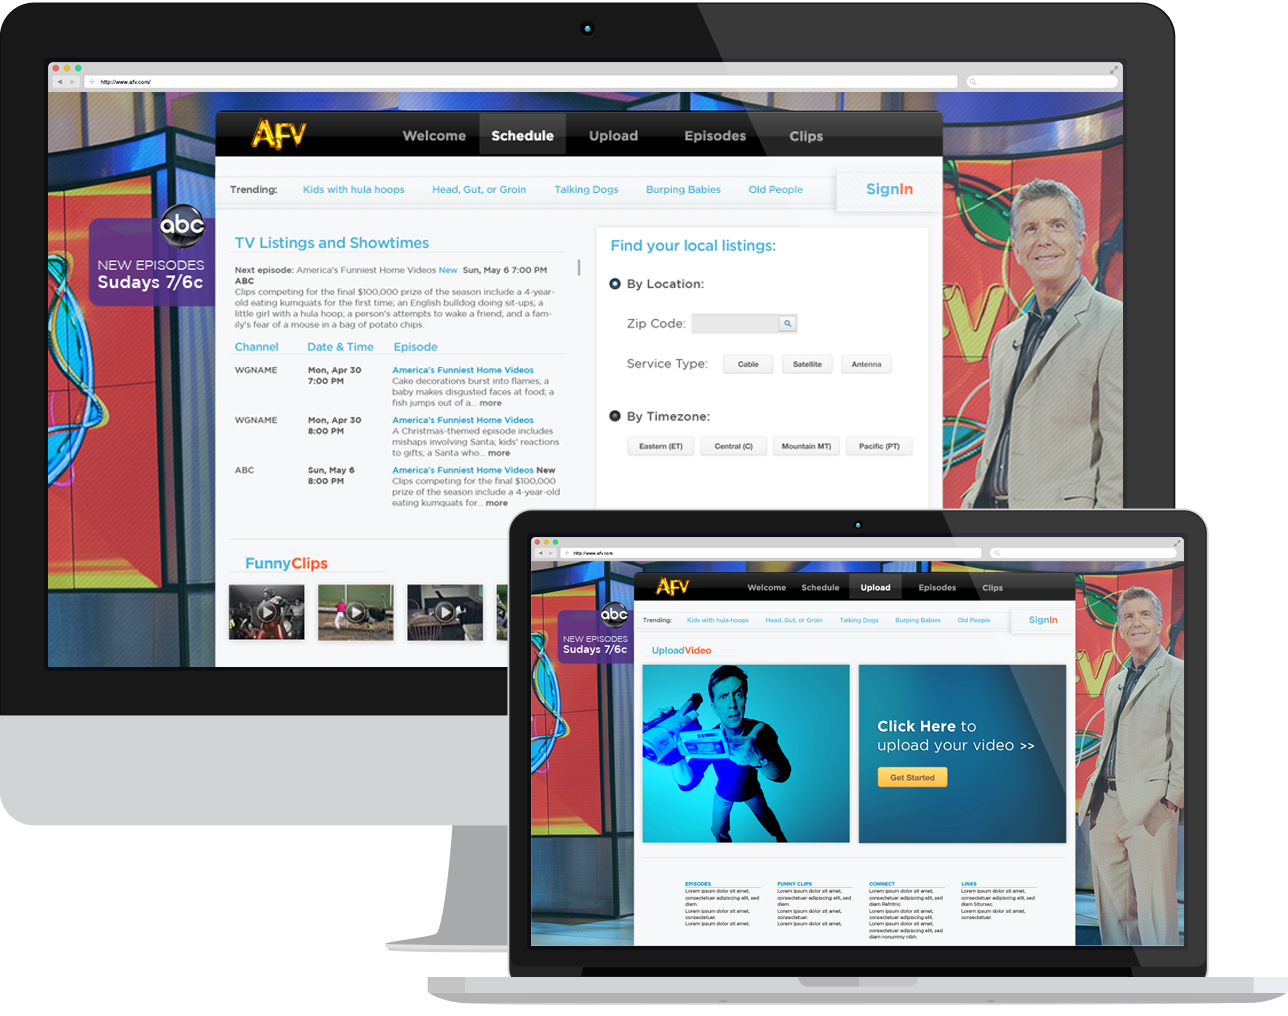 http://www.afv.com/
AFV
Welcome
Schedule
Upload
Episodes
Clips
Trending:
Kids with hula hoops
Head, Gut, or Groin
Talking Dogs
Burping Babies
Old People
SignIn
abc
NEW EPISODES
Sudays 7/6c
TV Listings and Showtimes
Next episode: America's Funniest Home Videos New Sun, May 6 7:00 PM
ABC
Clips competing for the final $100,000 prize of the season include a 4-year-
old eating kumquats for the first time; an English bulldog doing sit-ups; a
little girl with a hula hoop; a person's attempts to wake a friend; and a fam-
ily's fear of a mouse in a bag of potato chips.
Channel
Date & Time
Episode
WGNAME
Mon, Apr 30
7:00 PM
America's Funniest Home Videos
Cake decorations burst into flames; a
baby makes disgusted faces at food; a
fish jumps out of a... more
WGNAME
Mon, Apr 30
8:00 PM
America's Funniest Home Videos
A Christmas-themed episode includes
mishaps involving Santa; kids' reactions
to gifts; a Santa who... more
ABC
Sun, May 6
8:00 PM
America's Funniest Home Videos New
Clips competing for the final $100,000
prize of the season include a 4-year-old
eating kumquats for... more
Find your local listings:
By Location:
Zip Code:
Service Type:
Cable
Satellite
Antenna
By Timezone:
Eastern (ET)
Central (C)
Mountain MT)
Pacific (PT)
FunnyClips
http://www.afv.com
AFV
Welcome
Schedule
Upload
Episodes
Clips
Trending:
Kids with hula hoops
Head, Gut, or Groin
Talking Dogs
Burping Babies
Old People
SignIn
abc
NEW EPISODES
Sudays 7/6c
UploadVideo
Click Here to
upload your video >>
Get Started
EPISODES
Lorem ipsum dolor sit amet,
consectetuer adipiscing elit, sed
diam.
Lorem ipsum dolor sit amet,
consectetuer.
Lorem ipsum dolor sit amet,
FUNNY CLIPS
Lorem ipsum dolor sit amet,
consectetuer adipiscing elit, sed
diam.
Lorem ipsum dolor sit amet,
consectetuer.
Lorem ipsum dolor sit amet,
CONNECT
Lorem ipsum dolor sit amet,
consectetuer adipiscing elit, sed
diam Refritric.
Lorem ipsum dolor sit amet,
consectetuer adipiscing elit.
Lorem ipsum dolor sit amet,
consectetuer adipiscing elit, sed
diam nonummy nibh.
LINKS
Lorem ipsum dolor sit amet,
consectetuer adipiscing elit, sed
diam Sitursec.
Lorem ipsum dolor sit amet,
consectetuer.